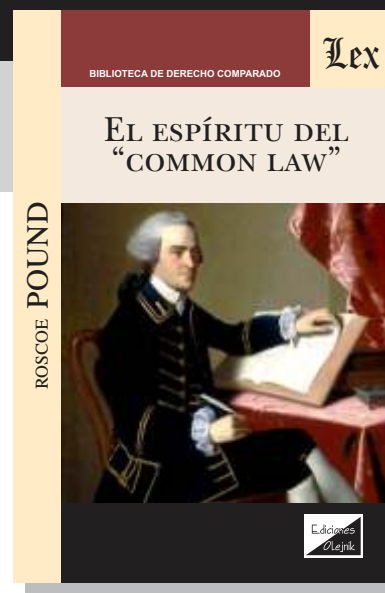 Lex
BIBLIOTECA DE DERECHO COMPARADO
EL ESPÍRITU DEL
“COMMON LAW”
ROSCOE POUND
Ediciones
Olejnik